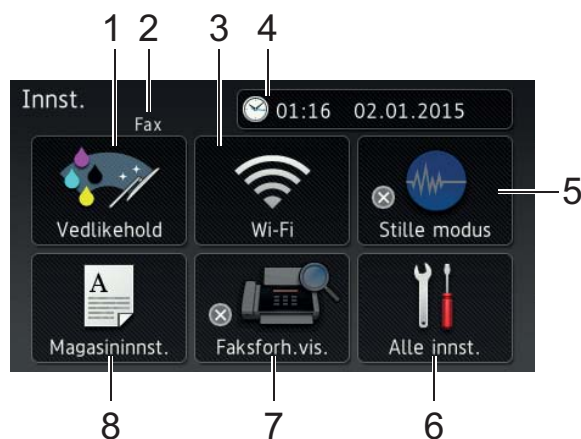 1 2 3 4
Innst.
01:16 02.01.2015
Fax
5
Vedlikehold Wi-Fi Stille modus
A
Magasininnst. Faksforh.vis. Alle innst.
8 7 6